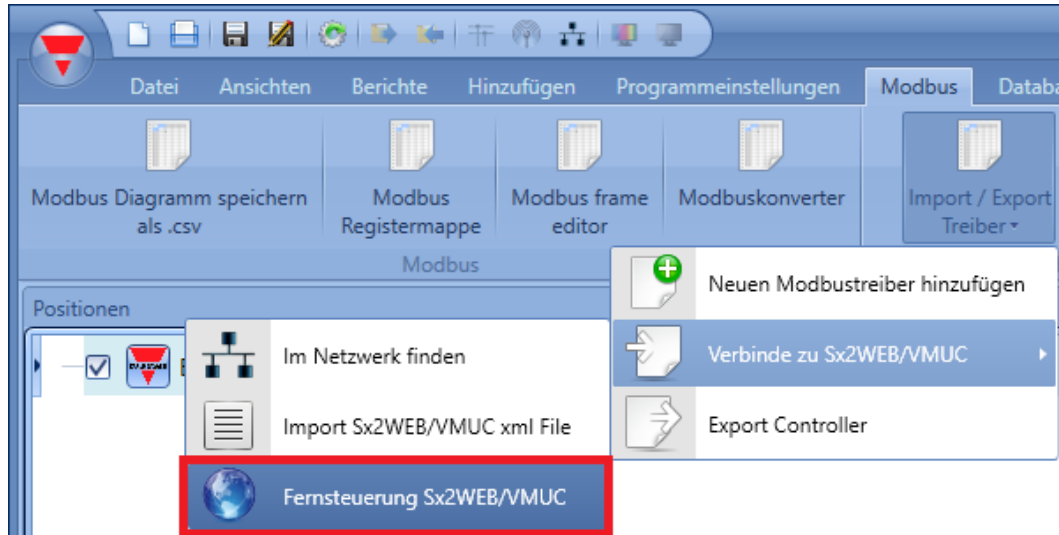 Datei Ansichten Berichte Hinzufügen Programmeinstellungen Modbus
Modbus Diagramm speichern als .csv
Modbus Registermappe
Modbus frame editor
Modbuskonverter
Import / Export Treiber
Modbus
Positionen
Neuen Modbustreiber hinzufügen
Verbinde zu Sx2WEB/VMUC
Export Controller
Im Netzwerk finden
Import Sx2WEB/VMUC xml File
Fernsteuerung Sx2WEB/VMUC